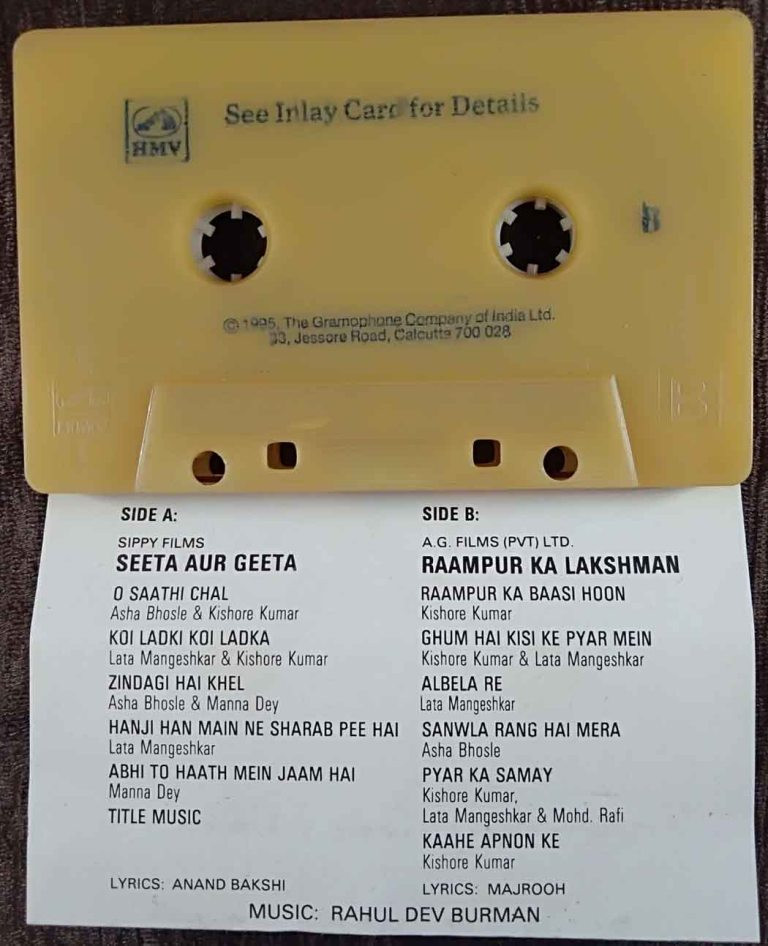 HMV
See Inlay Card for Details
B
© 1995, The Gramophone Company of India Ltd.
33, Jessore Road, Calcutta 700 028
B
SIDE A:
SIPPY FILMS
SEETA AUR GEETA
O SAATHI CHAL
Asha Bhosle & Kishore Kumar
KOI LADKI KOI LADKA
Lata Mangeshkar & Kishore Kumar
ZINDAGI HAI KHEL
Asha Bhosle & Manna Dey
HANJI HAN MAIN NE SHARAB PEE HAI
Lata Mangeshkar
ABHI TO HAATH MEIN JAAM HAI
Manna Dey
TITLE MUSIC
LYRICS: ANAND BAKSHI
SIDE B:
A.G. FILMS (PVT) LTD.
RAAMPUR KA LAKSHMAN
RAAMPUR KA BAASI HOON
Kishore Kumar
GHUM HAI KISI KE PYAR MEIN
Kishore Kumar & Lata Mangeshkar
ALBELA RE
Lata Mangeshkar
SANWLA RANG HAI MERA
Asha Bhosle
PYAR KA SAMAY
Kishore Kumar,
Lata Mangeshkar & Mohd. Rafi
KAAHE APNON KE
Kishore Kumar
LYRICS: MAJROOH
MUSIC: RAHUL DEV BURMAN